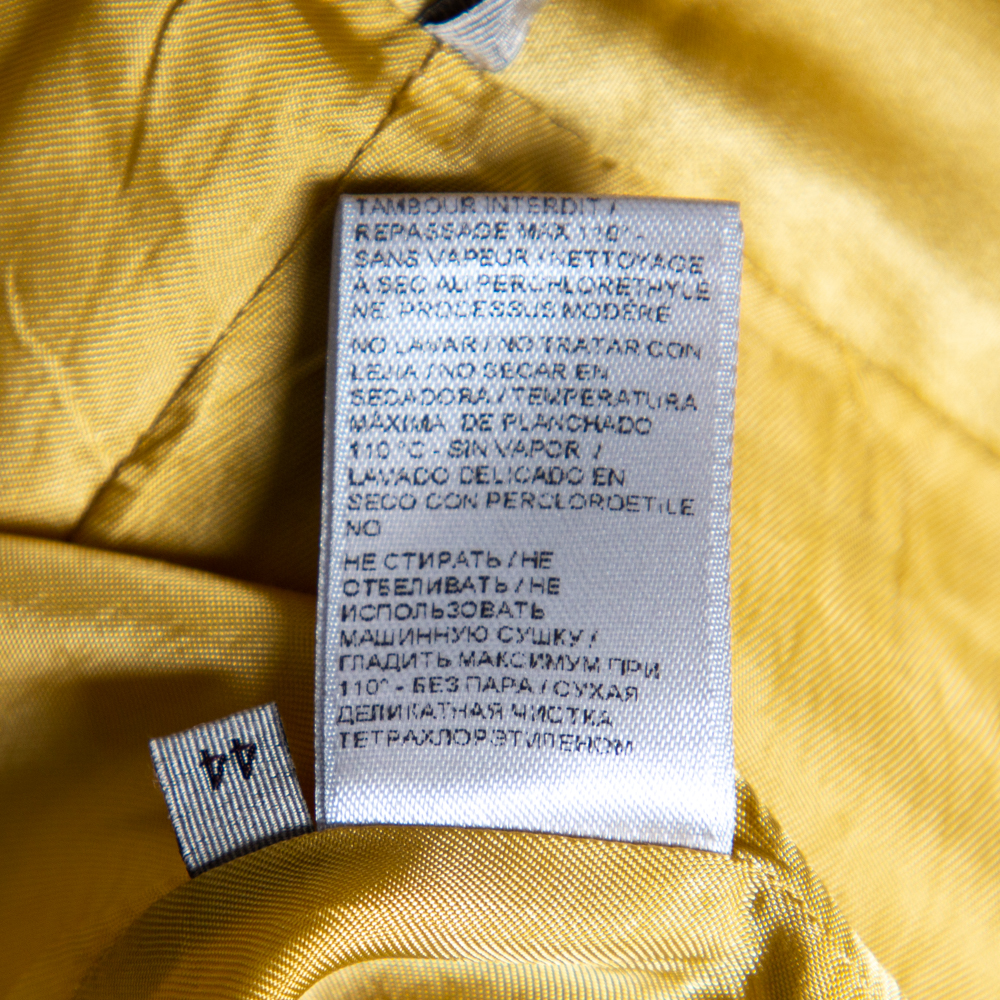 TAMBOUR INTERDIT /
REPASSAGE MAX 110° -
SANS VAPEUR / NETTOYAGE
A SEC AU PERCHLORETHYLE
NE PROCESSUS MODÉRÉ
NO LAVAR / NO TRATAR CON
LEJIA / NO SECAR EN
SECADORA / TEMPERATURA
MÁXIMA DE PLANCHADO
110 °C - SIN VAPOR /
LAVADO DELICADO EN
SECO CON PERCLOROETILE
NO
НЕ СТИРАТЬ / НЕ
ОТБЕЛИВАТЬ / НЕ
ИСПОЛЬЗОВАТЬ
МАШИННУЮ СУШКУ /
ГЛАДИТЬ МАКСИМУМ ПРИ
110° - БЕЗ ПАРА / СУХАЯ
ДЕЛИКАТНАЯ ЧИСТКА
ТЕТРАХЛОРЭТИЛЕНОМ
44